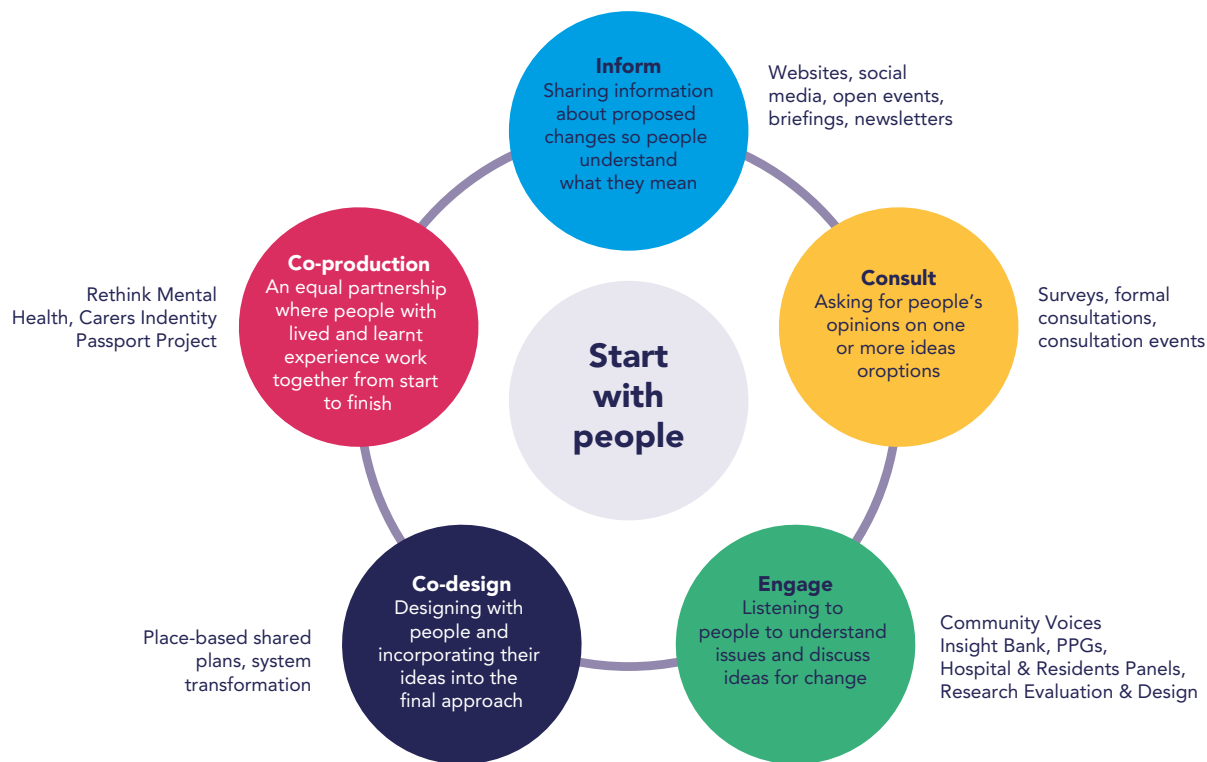 Inform
Sharing information
about proposed
changes so people
understand
what they mean
Websites, social
media, open events,
briefings, newsletters
Consult
Asking for people's
opinions on one
or more ideas
oroptions
Surveys, formal
consultations,
consultation events
Engage
Listening to
people to understand
issues and discuss
ideas for change
Community Voices
Insight Bank, PPGs,
Hospital & Residents Panels,
Research Evaluation & Design
Co-design
Designing with
people and
incorporating their
ideas into the
final approach
Place-based shared
plans, system
transformation
Co-production
An equal partnership
where people with
lived and learnt
experience work
together from start
to finish
Rethink Mental
Health, Carers Indentity
Passport Project
Start
with
people